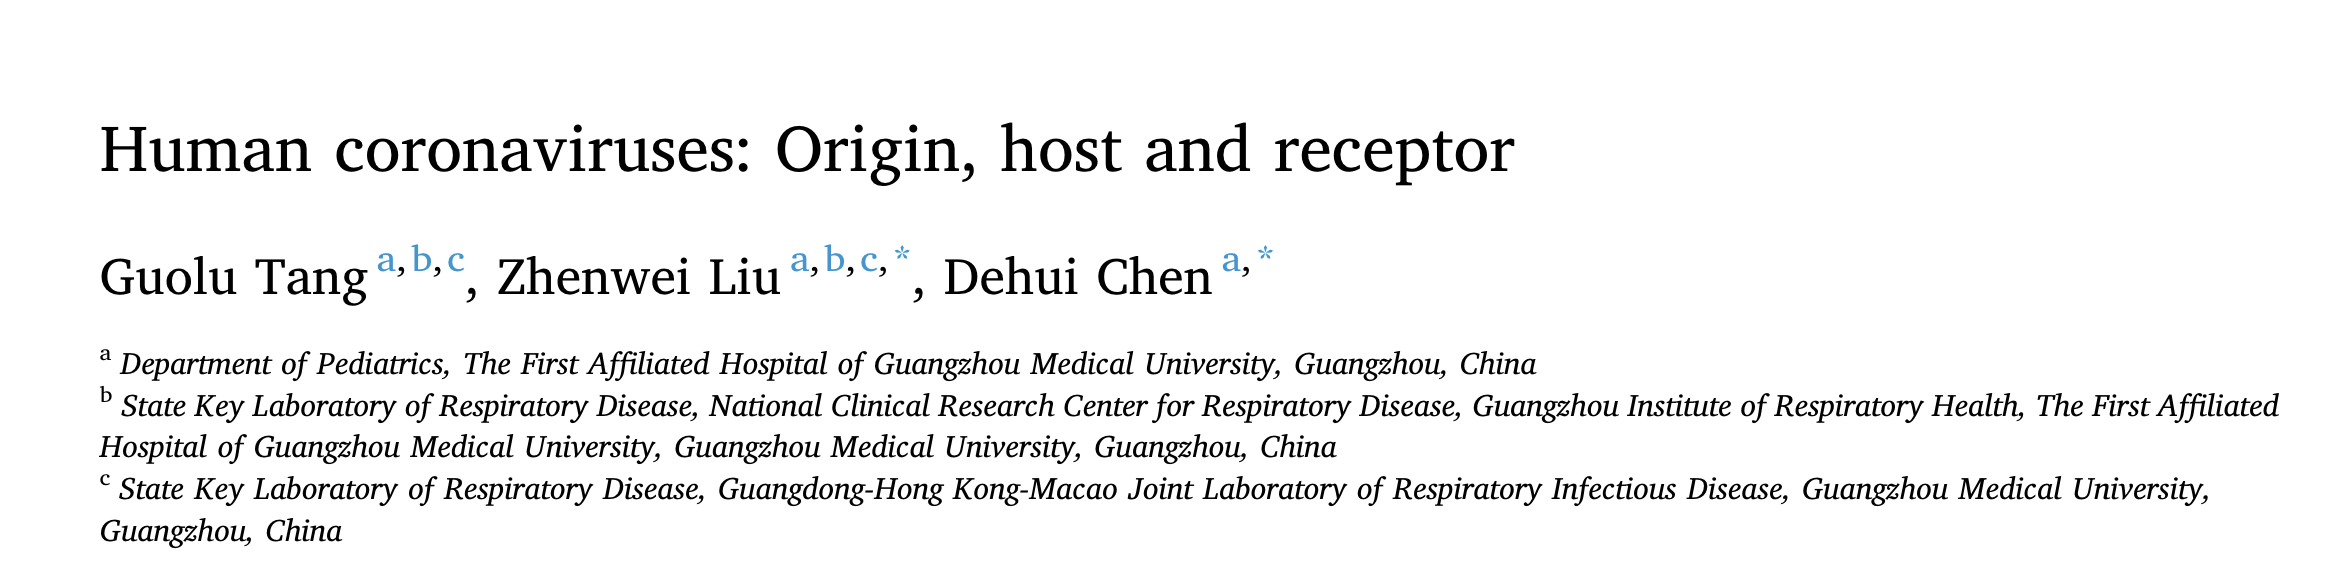 Human coronaviruses: Origin, host and receptor
Guolu Tang a, b, c, Zhenwei Liu a, b, c, *, Dehui Chen a, *
a Department of Pediatrics, The First Affiliated Hospital of Guangzhou Medical University, Guangzhou, China
b State Key Laboratory of Respiratory Disease, National Clinical Research Center for Respiratory Disease, Guangzhou Institute of Respiratory Health, The First Affiliated
Hospital of Guangzhou Medical University, Guangzhou Medical University, Guangzhou, China
c State Key Laboratory of Respiratory Disease, Guangdong-Hong Kong-Macao Joint Laboratory of Respiratory Infectious Disease, Guangzhou Medical University,
Guangzhou, China